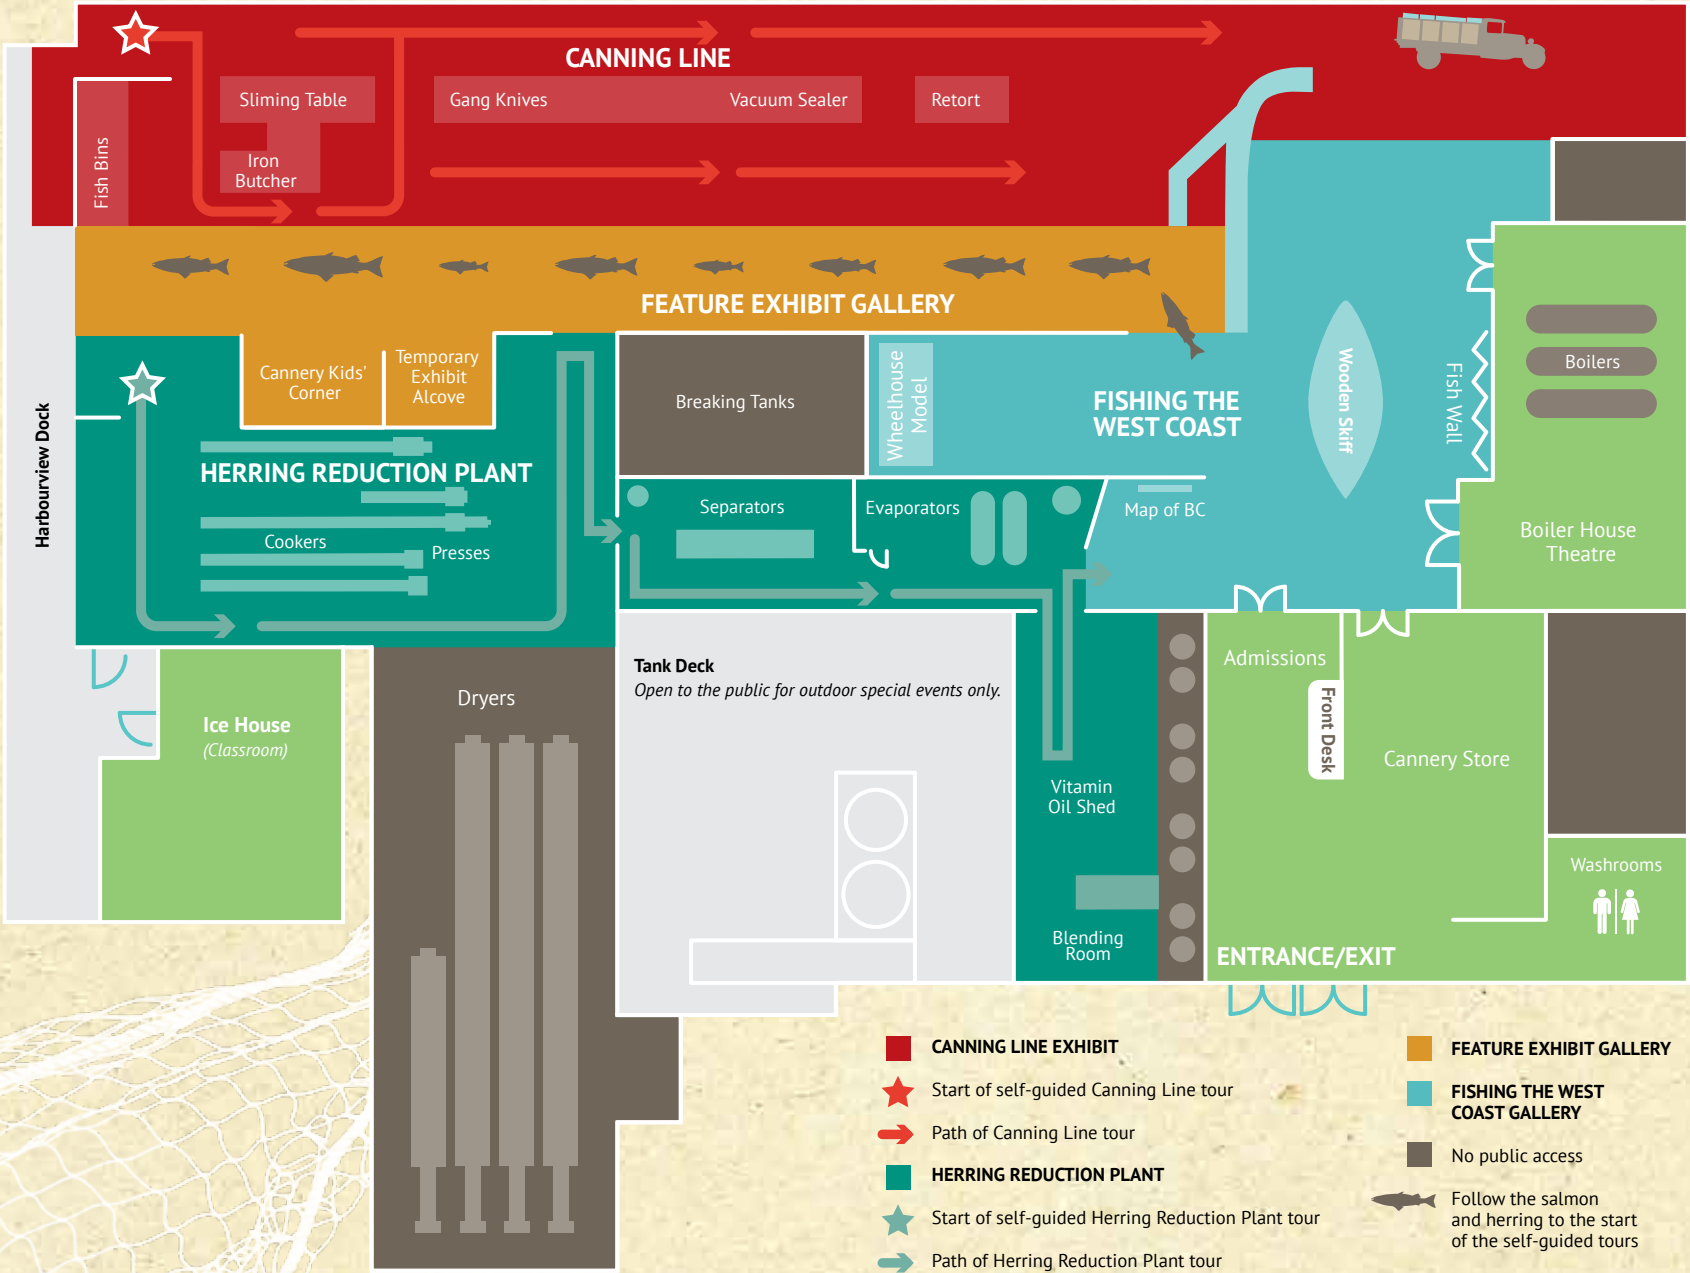 CANNING LINE
Sliming Table
Gang Knives
Vacuum Sealer
Retort
Iron
Butcher
Fish Bins
FEATURE EXHIBIT GALLERY
Cannery Kids'
Corner
Temporary
Exhibit
Alcove
Breaking Tanks
Wheelhouse
Model
FISHING THE
WEST COAST
Wooden Skiff
Fish Wall
Boilers
Harbourview Dock
HERRING REDUCTION PLANT
Cookers
Presses
Separators
Evaporators
Map of BC
Boiler House
Theatre
Ice House
(Classroom)
Dryers
Tank Deck
Open to the public for outdoor special events only.
Vitamin
Oil Shed
Blending
Room
Admissions
Front Desk
Cannery Store
Washrooms
ENTRANCE/EXIT
CANNING LINE EXHIBIT
Start of self-guided Canning Line tour
Path of Canning Line tour
HERRING REDUCTION PLANT
Start of self-guided Herring Reduction Plant tour
Path of Herring Reduction Plant tour
FEATURE EXHIBIT GALLERY
FISHING THE WEST
COAST GALLERY
No public access
Follow the salmon
and herring to the start
of the self-guided tours